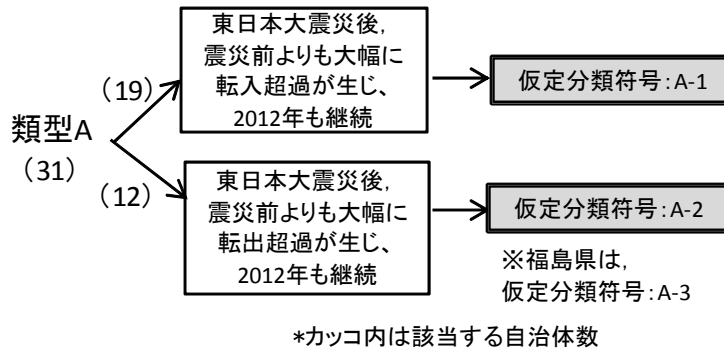 東日本大震災後,
震災前よりも大幅に
転入超過が生じ、
2012年も継続
仮定分類符号:A-1
（19）
類型A
（31）
（12）
東日本大震災後,
震災前よりも大幅に
転出超過が生じ、
2012年も継続
仮定分類符号:A-2
※福島県は,
仮定分類符号:A-3
*カッコ内は該当する自治体数